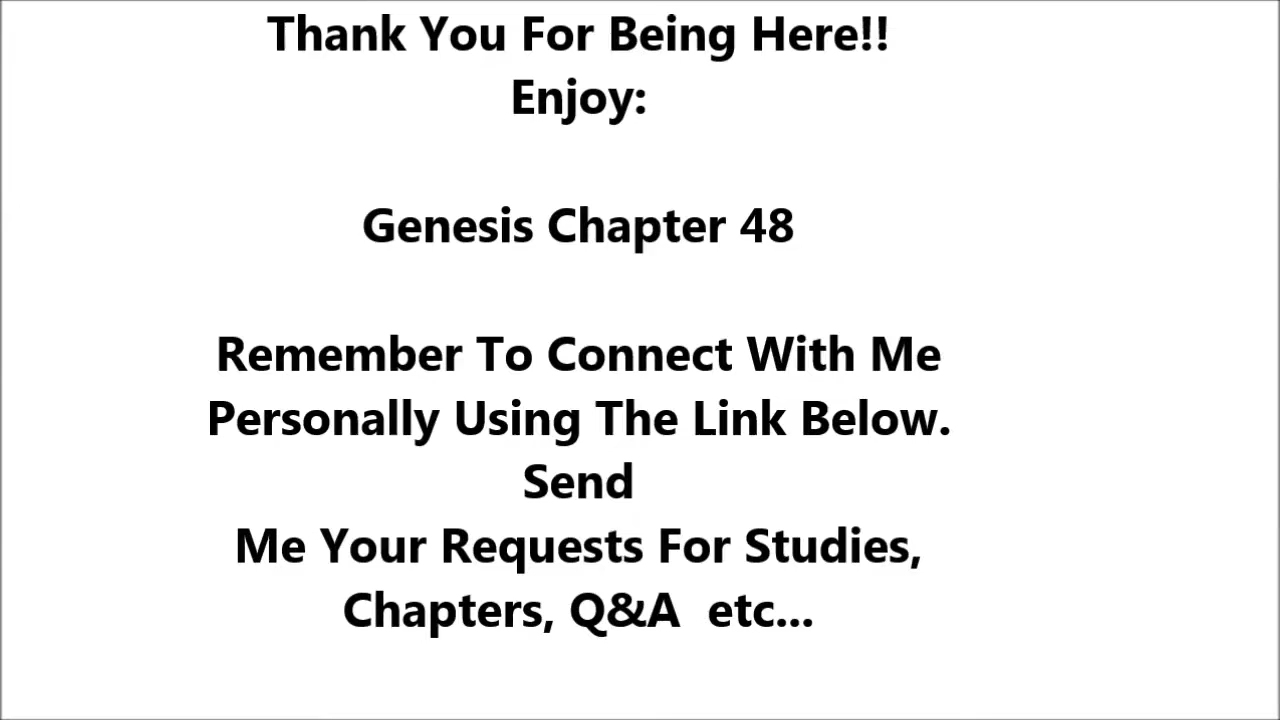 Thank You For Being Here!!
Enjoy:
Genesis Chapter 48
Remember To Connect With Me
Personally Using The Link Below.
Send
Me Your Requests For Studies,
Chapters, Q&A  etc...